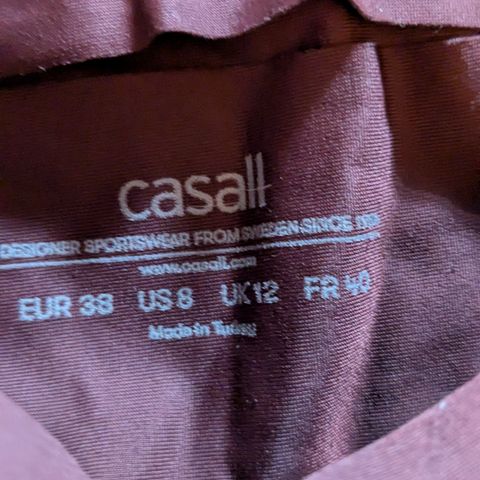 casall
DESIGNER SPORTSWEAR FROM SWEDEN SINCE
www.casall.com
EUR 38 US 8 UK 12 FR 40
Made in Turkey